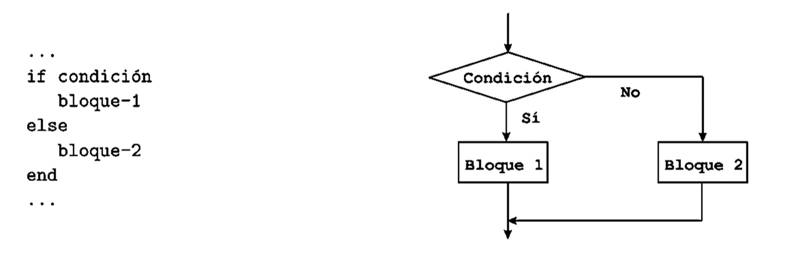 ...
if condición
bloque-1
else
bloque-2
end
...
Condición
No
Sí
Bloque 1
Bloque 2